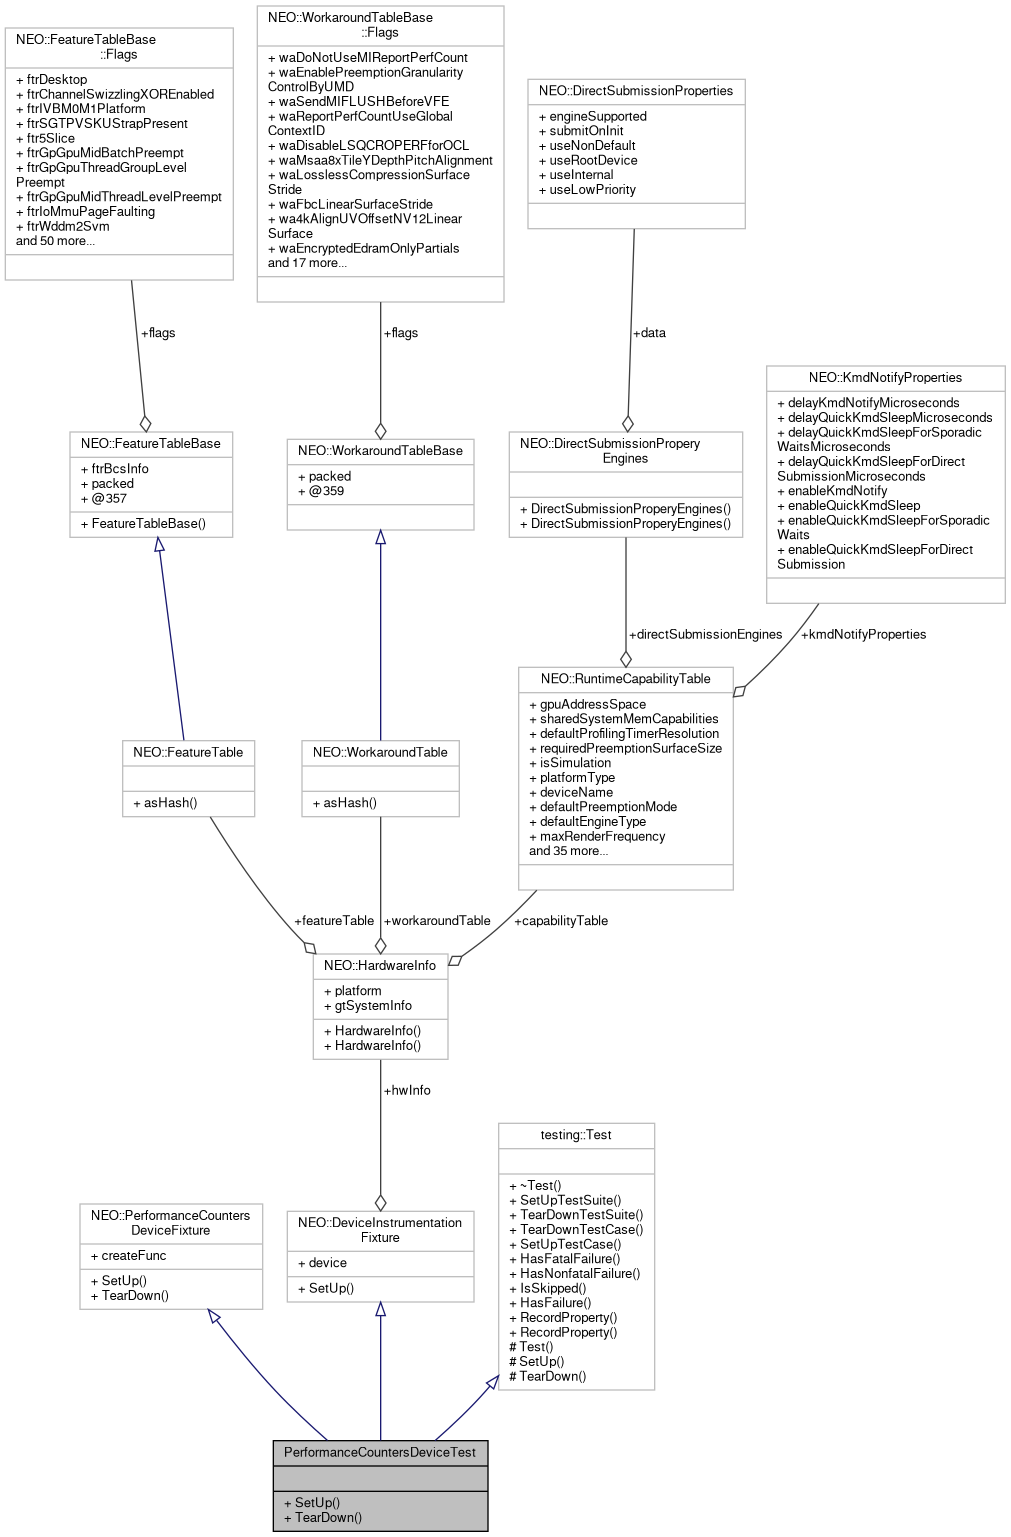 NEO::FeatureTableBase
::Flags
+ ftrDesktop
+ ftrChannelSwizzlingXOREnabled
+ ftrIVBM0M1Platform
+ ftrSGTPVSKUStrapPresent
+ ftr5Slice
+ ftrGpGpuMidBatchPreempt
+ ftrGpGpuThreadGroupLevel
Preempt
+ ftrGpGpuMidThreadLevelPreempt
+ ftrIoMmuPageFaulting
+ ftrWddm2Svm
and 50 more...
NEO::WorkaroundTableBase
::Flags
+ waDoNotUseMIReportPerfCount
+ waEnablePreemptionGranularity
ControlByUMD
+ waSendMIFLUSHBeforeVFE
+ waReportPerfCountUseGlobal
ContextID
+ waDisableLSQCROPERFforOCL
+ waMsaa8xTileYDepthPitchAlignment
+ waLosslessCompressionSurface
Stride
+ waFbcLinearSurfaceStride
+ wa4kAlignUVOffsetNV12Linear
Surface
+ waEncryptedEdramOnlyPartials
and 17 more...
NEO::DirectSubmissionProperties
+ engineSupported
+ submitOnInit
+ useNonDefault
+ useRootDevice
+ useInternal
+ useLowPriority
+flags
+flags
+data
NEO::KmdNotifyProperties
+ delayKmdNotifyMicroseconds
+ delayQuickKmdSleepMicroseconds
+ delayQuickKmdSleepForSporadic
WaitsMicroseconds
+ delayQuickKmdSleepForDirect
SubmissionMicroseconds
+ enableKmdNotify
+ enableQuickKmdSleep
+ enableQuickKmdSleepForSporadic
Waits
+ enableQuickKmdSleepForDirect
Submission
NEO::FeatureTableBase
+ ftrBcsInfo
+ packed
+ @357
+ FeatureTableBase()
NEO::WorkaroundTableBase
+ packed
+ @359
NEO::DirectSubmissionPropery
Engines
+ DirectSubmissionProperyEngines()
+ DirectSubmissionProperyEngines()
+directSubmissionEngines
+kmdNotifyProperties
NEO::FeatureTable
+ asHash()
NEO::WorkaroundTable
+ asHash()
NEO::RuntimeCapabilityTable
+ gpuAddressSpace
+ sharedSystemMemCapabilities
+ defaultProfilingTimerResolution
+ requiredPreemptionSurfaceSize
+ isSimulation
+ platformType
+ deviceName
+ defaultPreemptionMode
+ defaultEngineType
+ maxRenderFrequency
and 35 more...
+featureTable
+workaroundTable
+capabilityTable
NEO::HardwareInfo
+ platform
+ gtSystemInfo
+ HardwareInfo()
+ HardwareInfo()
+hwInfo
NEO::PerformanceCounters
DeviceFixture
+ createFunc
+ SetUp()
+ TearDown()
NEO::DeviceInstrumentation
Fixture
+ device
+ SetUp()
testing::Test
+ ~Test()
+ SetUpTestSuite()
+ TearDownTestSuite()
+ TearDownTestCase()
+ SetUpTestCase()
+ HasFatalFailure()
+ HasNonfatalFailure()
+ IsSkipped()
+ HasFailure()
+ RecordProperty()
+ RecordProperty()
# Test()
# SetUp()
# TearDown()
PerformanceCountersDeviceTest
+ SetUp()
+ TearDown()